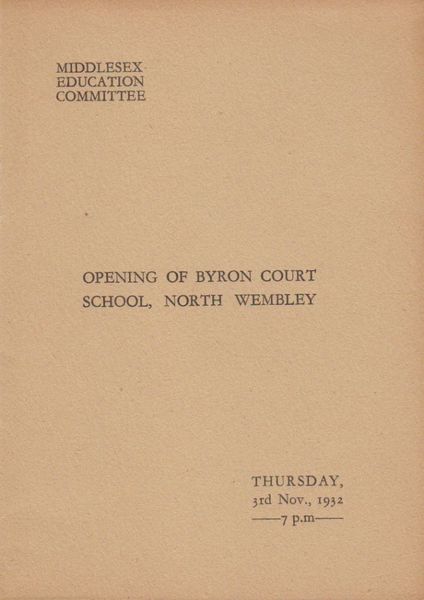 MIDDLESEX
EDUCATION
COMMITTEE
OPENING OF BYRON COURT
SCHOOL, NORTH WEMBLEY
THURSDAY,
3rd Nov., 1932
—7 p.m—